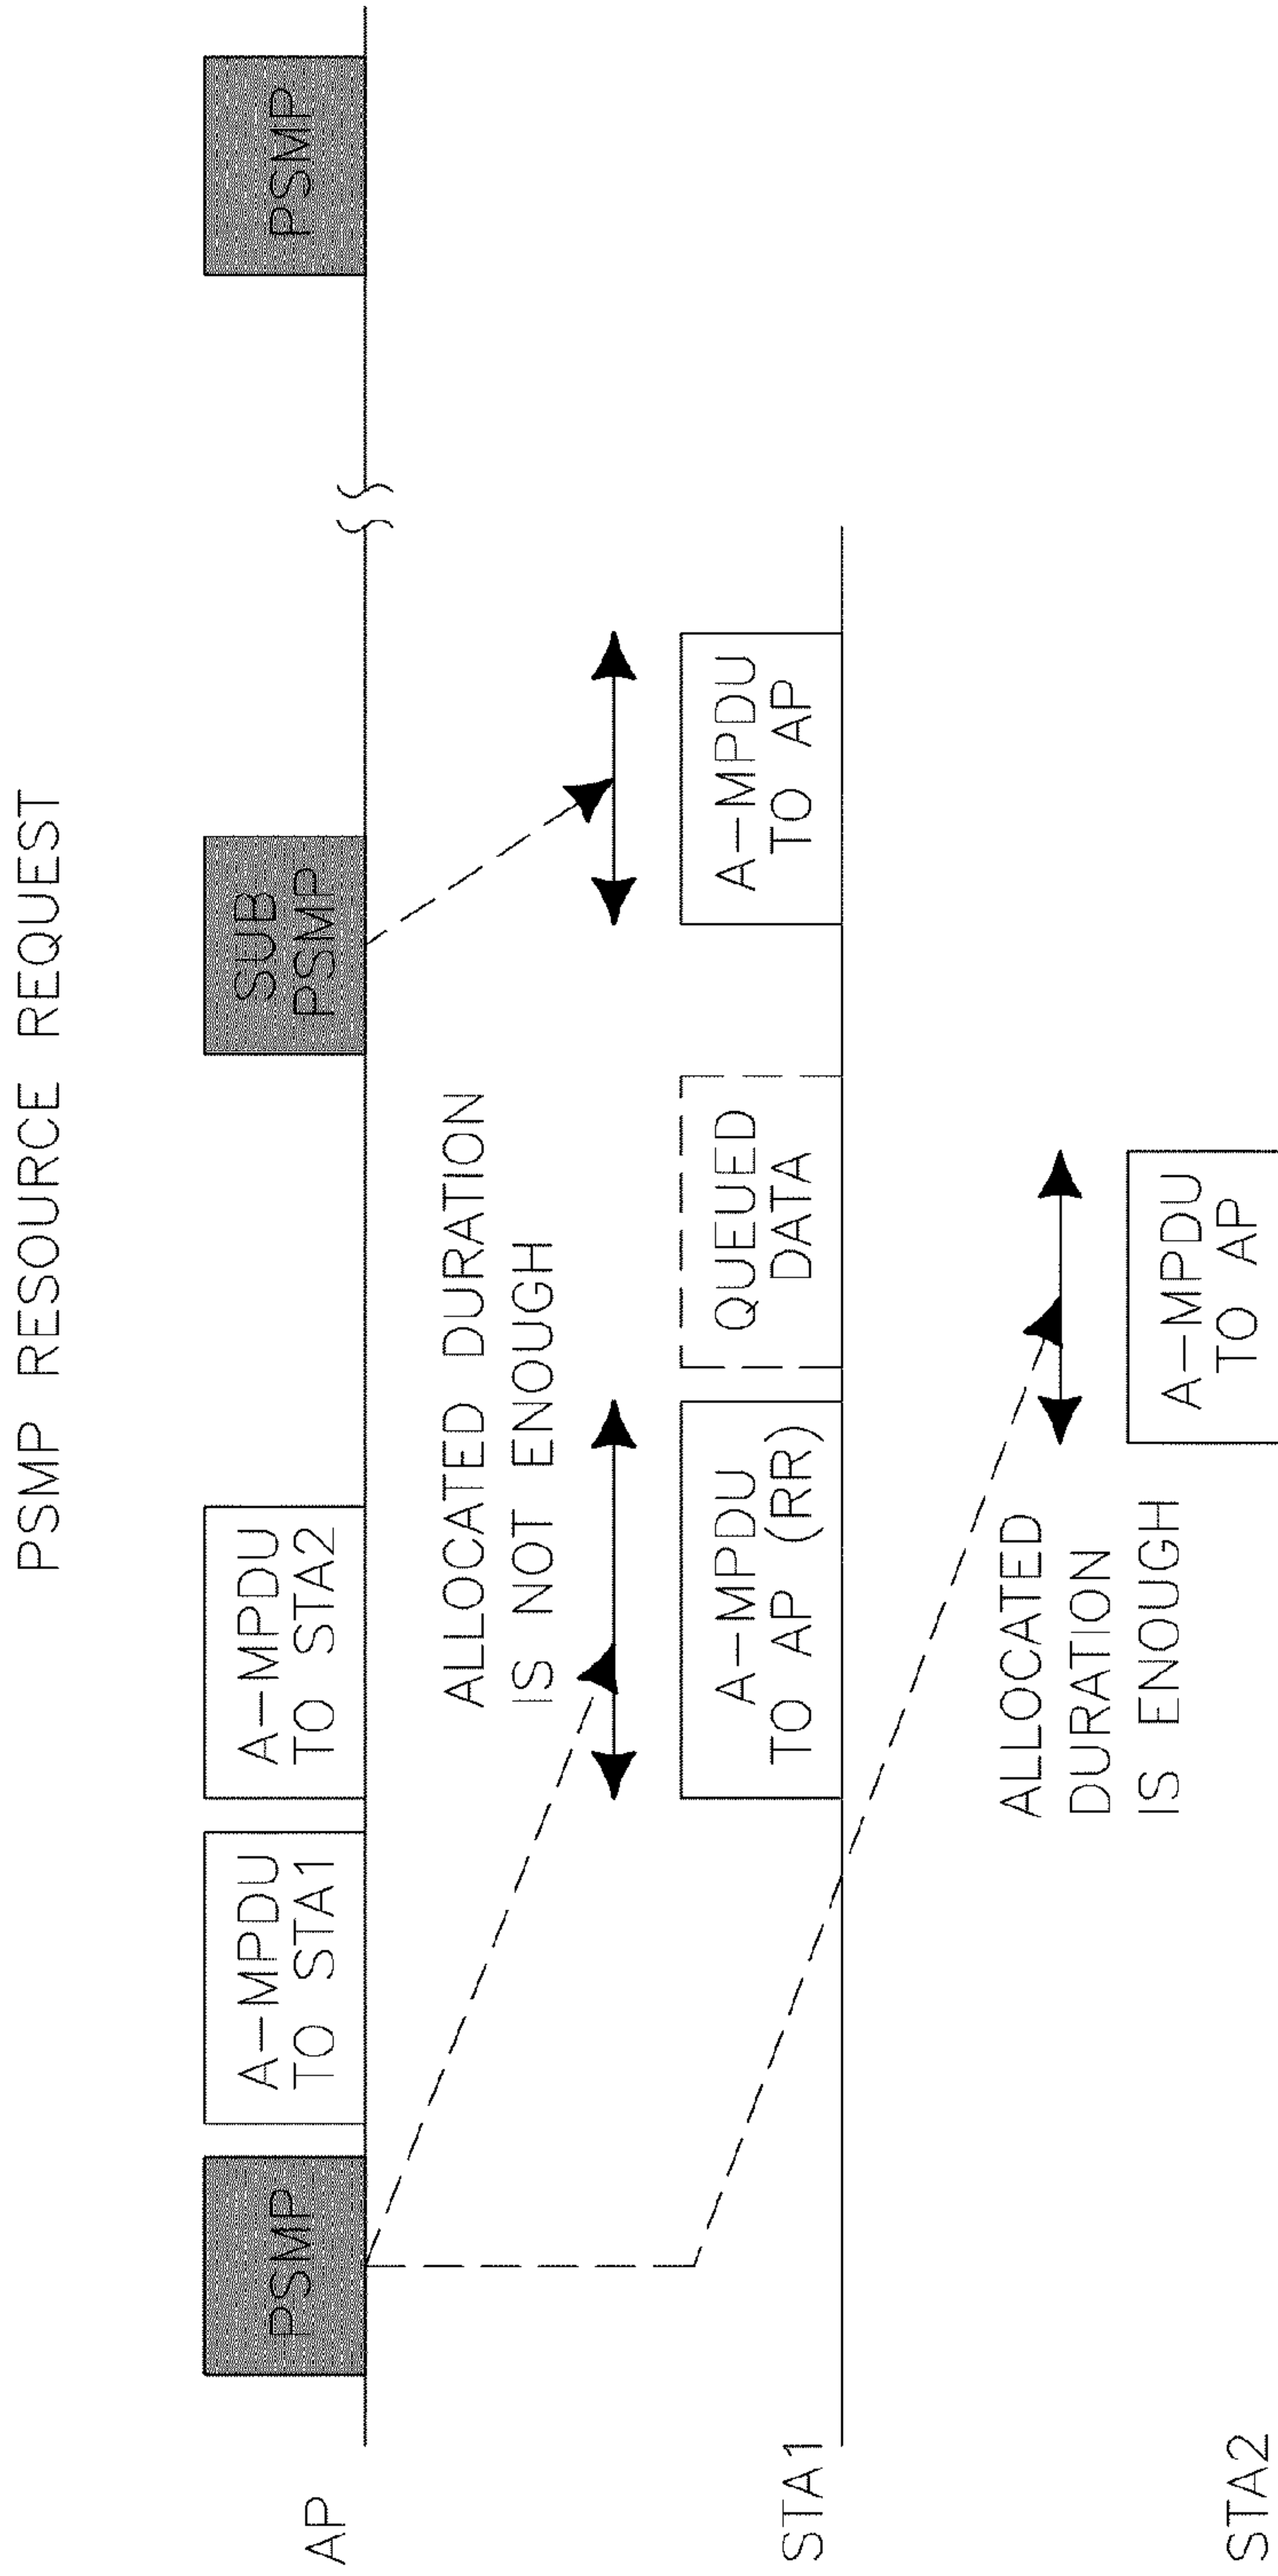 PSMP RESOURCE REQUEST
AP
PSMP
A-MPDU
TO STA1
A-MPDU
TO STA2
SUB
PSMP
PSMP
ALLOCATED DURATION
IS NOT ENOUGH
STA1
A-MPDU
TO AP (RR)
QUEUED
DATA
A-MPDU
TO AP
ALLOCATED
DURATION
IS ENOUGH
STA2
A-MPDU
TO AP